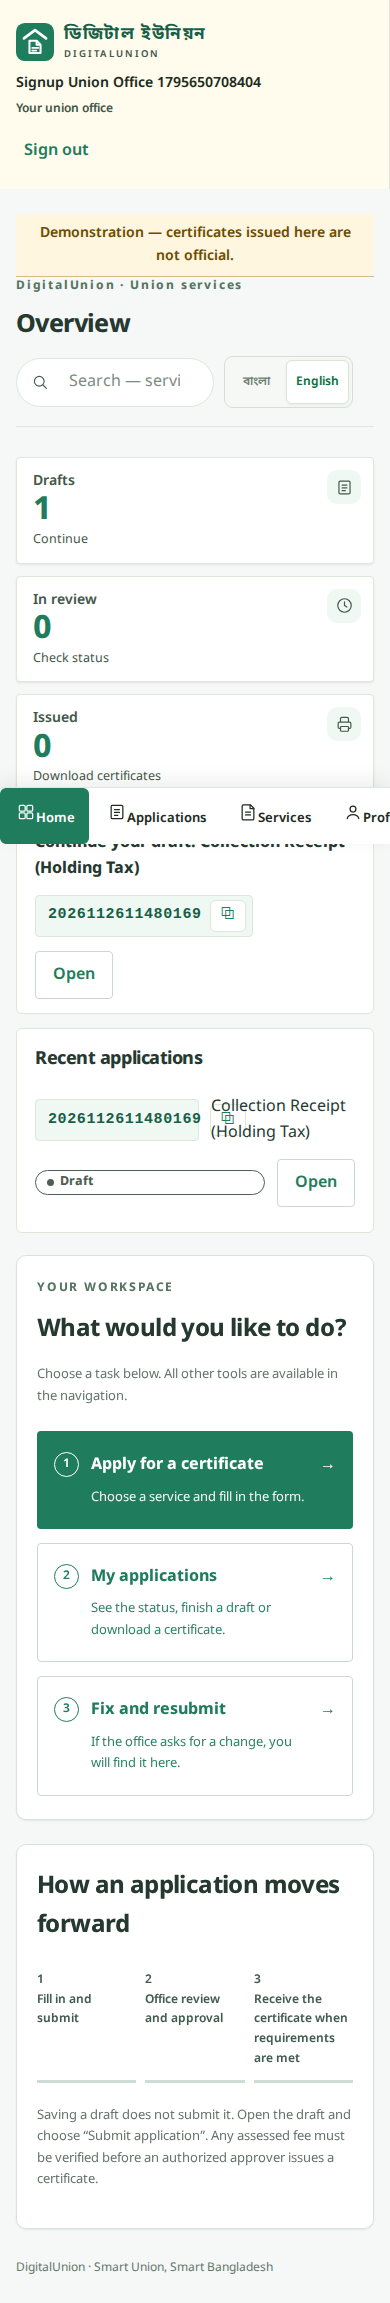 ডিজিটাল ইউনিয়ন
DIGITALUNION
Signup Union Office 1795650708404
Your union office
Sign out
Demonstration — certificates issued here are
not official.
DigitalUnion · Union services
Overview
Search — servi
বাংলা
English
Drafts
1
Continue
In review
0
Check status
Issued
0
Download certificates
Home
Applications
Services
Prof
Continue your draft: Collection Receipt
(Holding Tax)
2026112611480169
Open
Recent applications
2026112611480169
Collection Receipt
(Holding Tax)
Draft
Open
YOUR WORKSPACE
What would you like to do?
Choose a task below. All other tools are available in
the navigation.
1 Apply for a certificate →
Choose a service and fill in the form.
2 My applications →
See the status, finish a draft or
download a certificate.
3 Fix and resubmit →
If the office asks for a change, you
will find it here.
How an application moves
forward
1
Fill in and
submit
2
Office review
and approval
3
Receive the
certificate when
requirements
are met
Saving a draft does not submit it. Open the draft and
choose “Submit application”. Any assessed fee must
be verified before an authorized approver issues a
certificate.
DigitalUnion · Smart Union, Smart Bangladesh